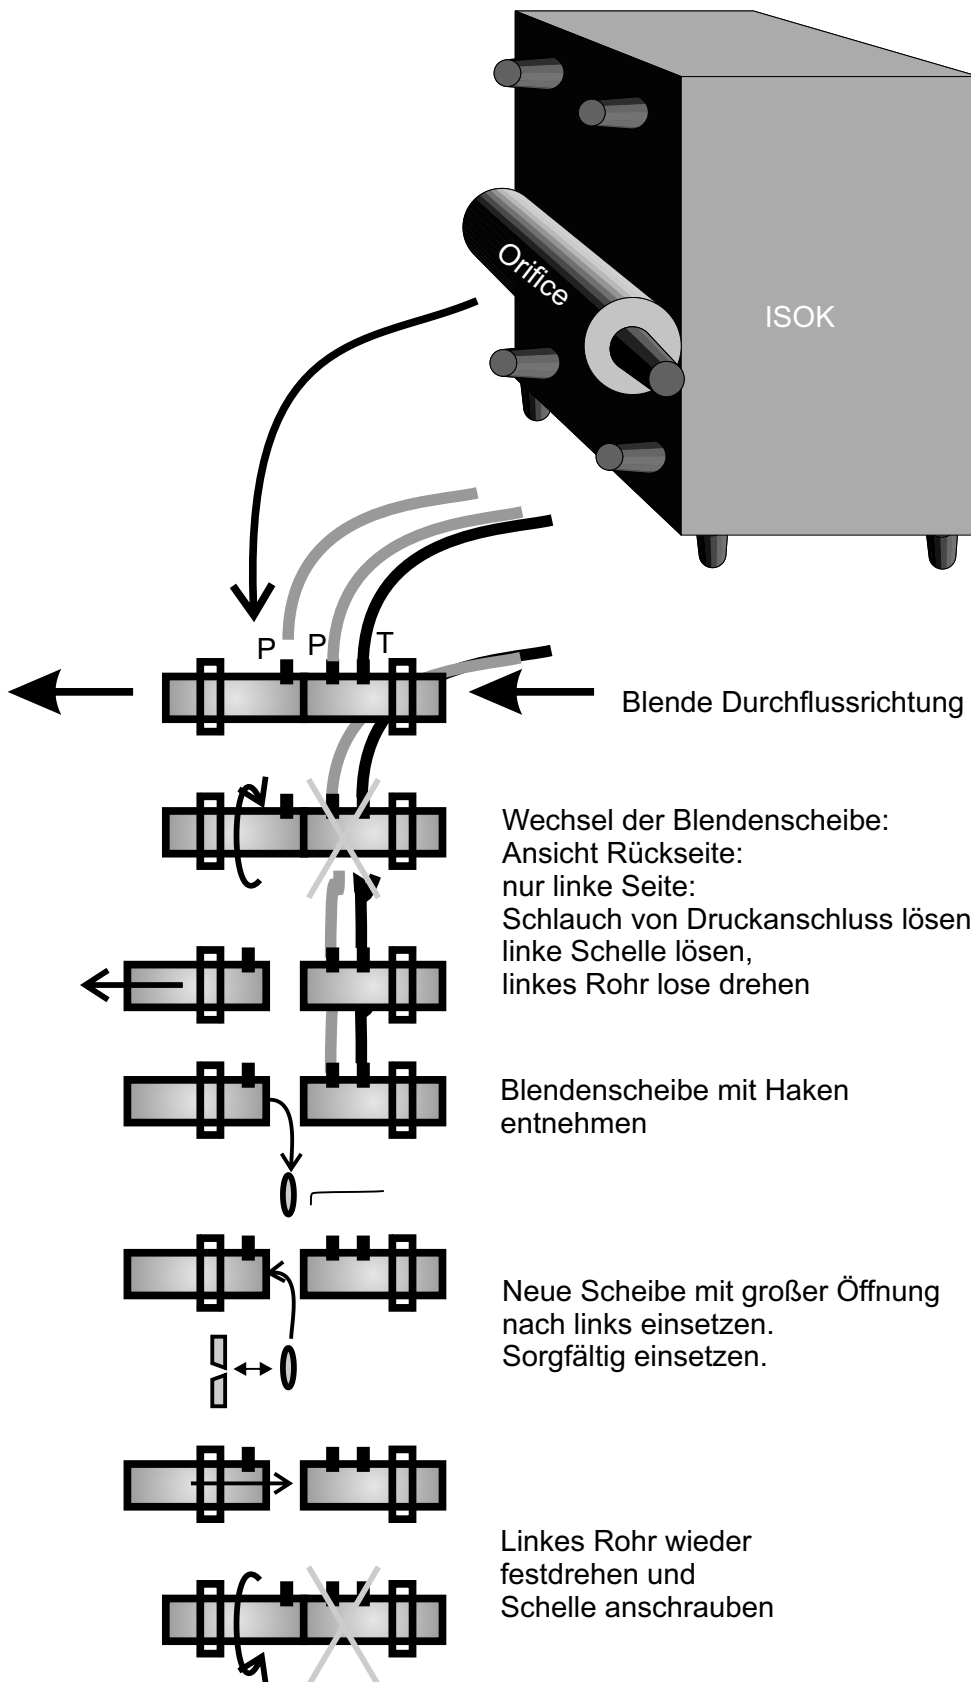 Orifice
ISOK
P P T
Blende Durchflussrichtung
Wechsel der Blendenscheibe:
Ansicht Rückseite:
nur linke Seite:
Schlauch von Druckanschluss lösen
linke Schelle lösen,
linkes Rohr lose drehen
Blendenscheibe mit Haken
entnehmen
Neue Scheibe mit großer Öffnung
nach links einsetzen.
Sorgfältig einsetzen.
Linkes Rohr wieder
festdrehen und
Schelle anschrauben